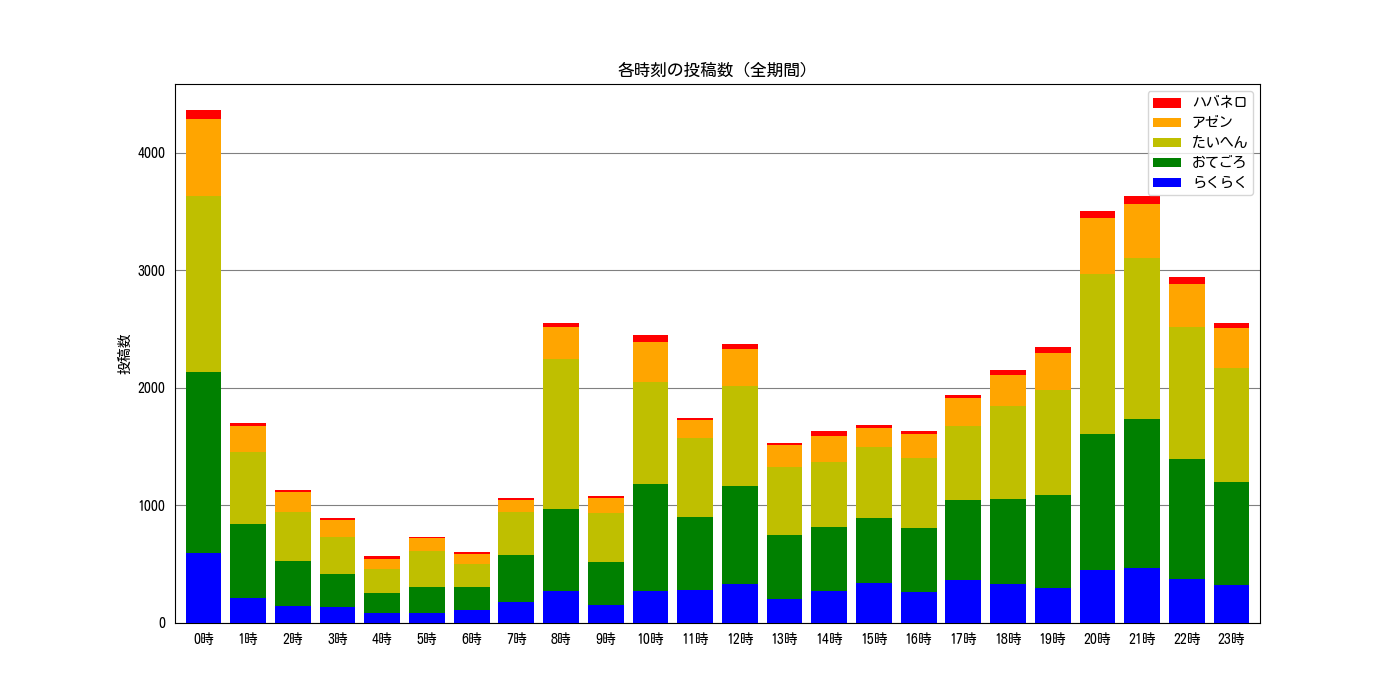 各時刻の投稿数（全期間）
ハバネロ
アゼン
たいへん
おてごろ
らくらく
投稿数
4000
3000
2000
1000
0
0時 1時 2時 3時 4時 5時 6時 7時 8時 9時 10時 11時 12時 13時 14時 15時 16時 17時 18時 19時 20時 21時 22時 23時